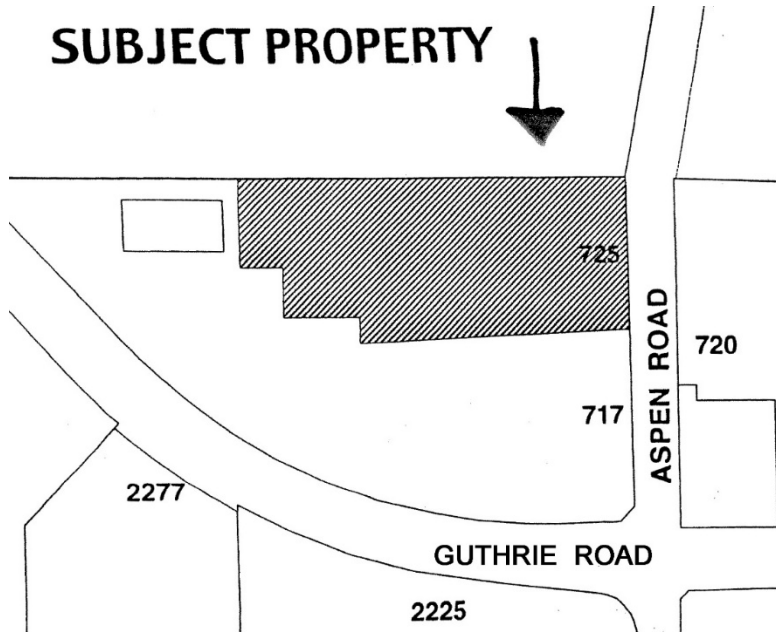 SUBJECT PROPERTY
725
720
ASPEN ROAD
717
2277
GUTHRIE ROAD
2225